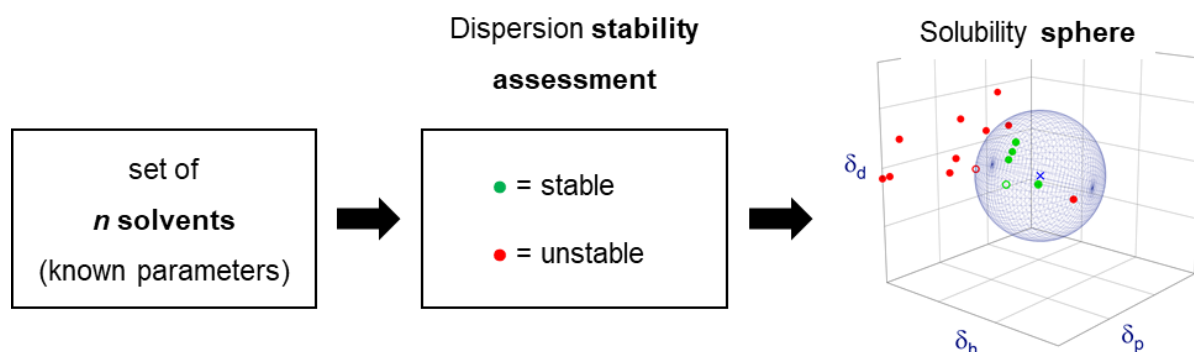 Dispersion stability
assessment
Solubility sphere
set of
n solvents
(known parameters)
= stable
= unstable
δd
δh
δp